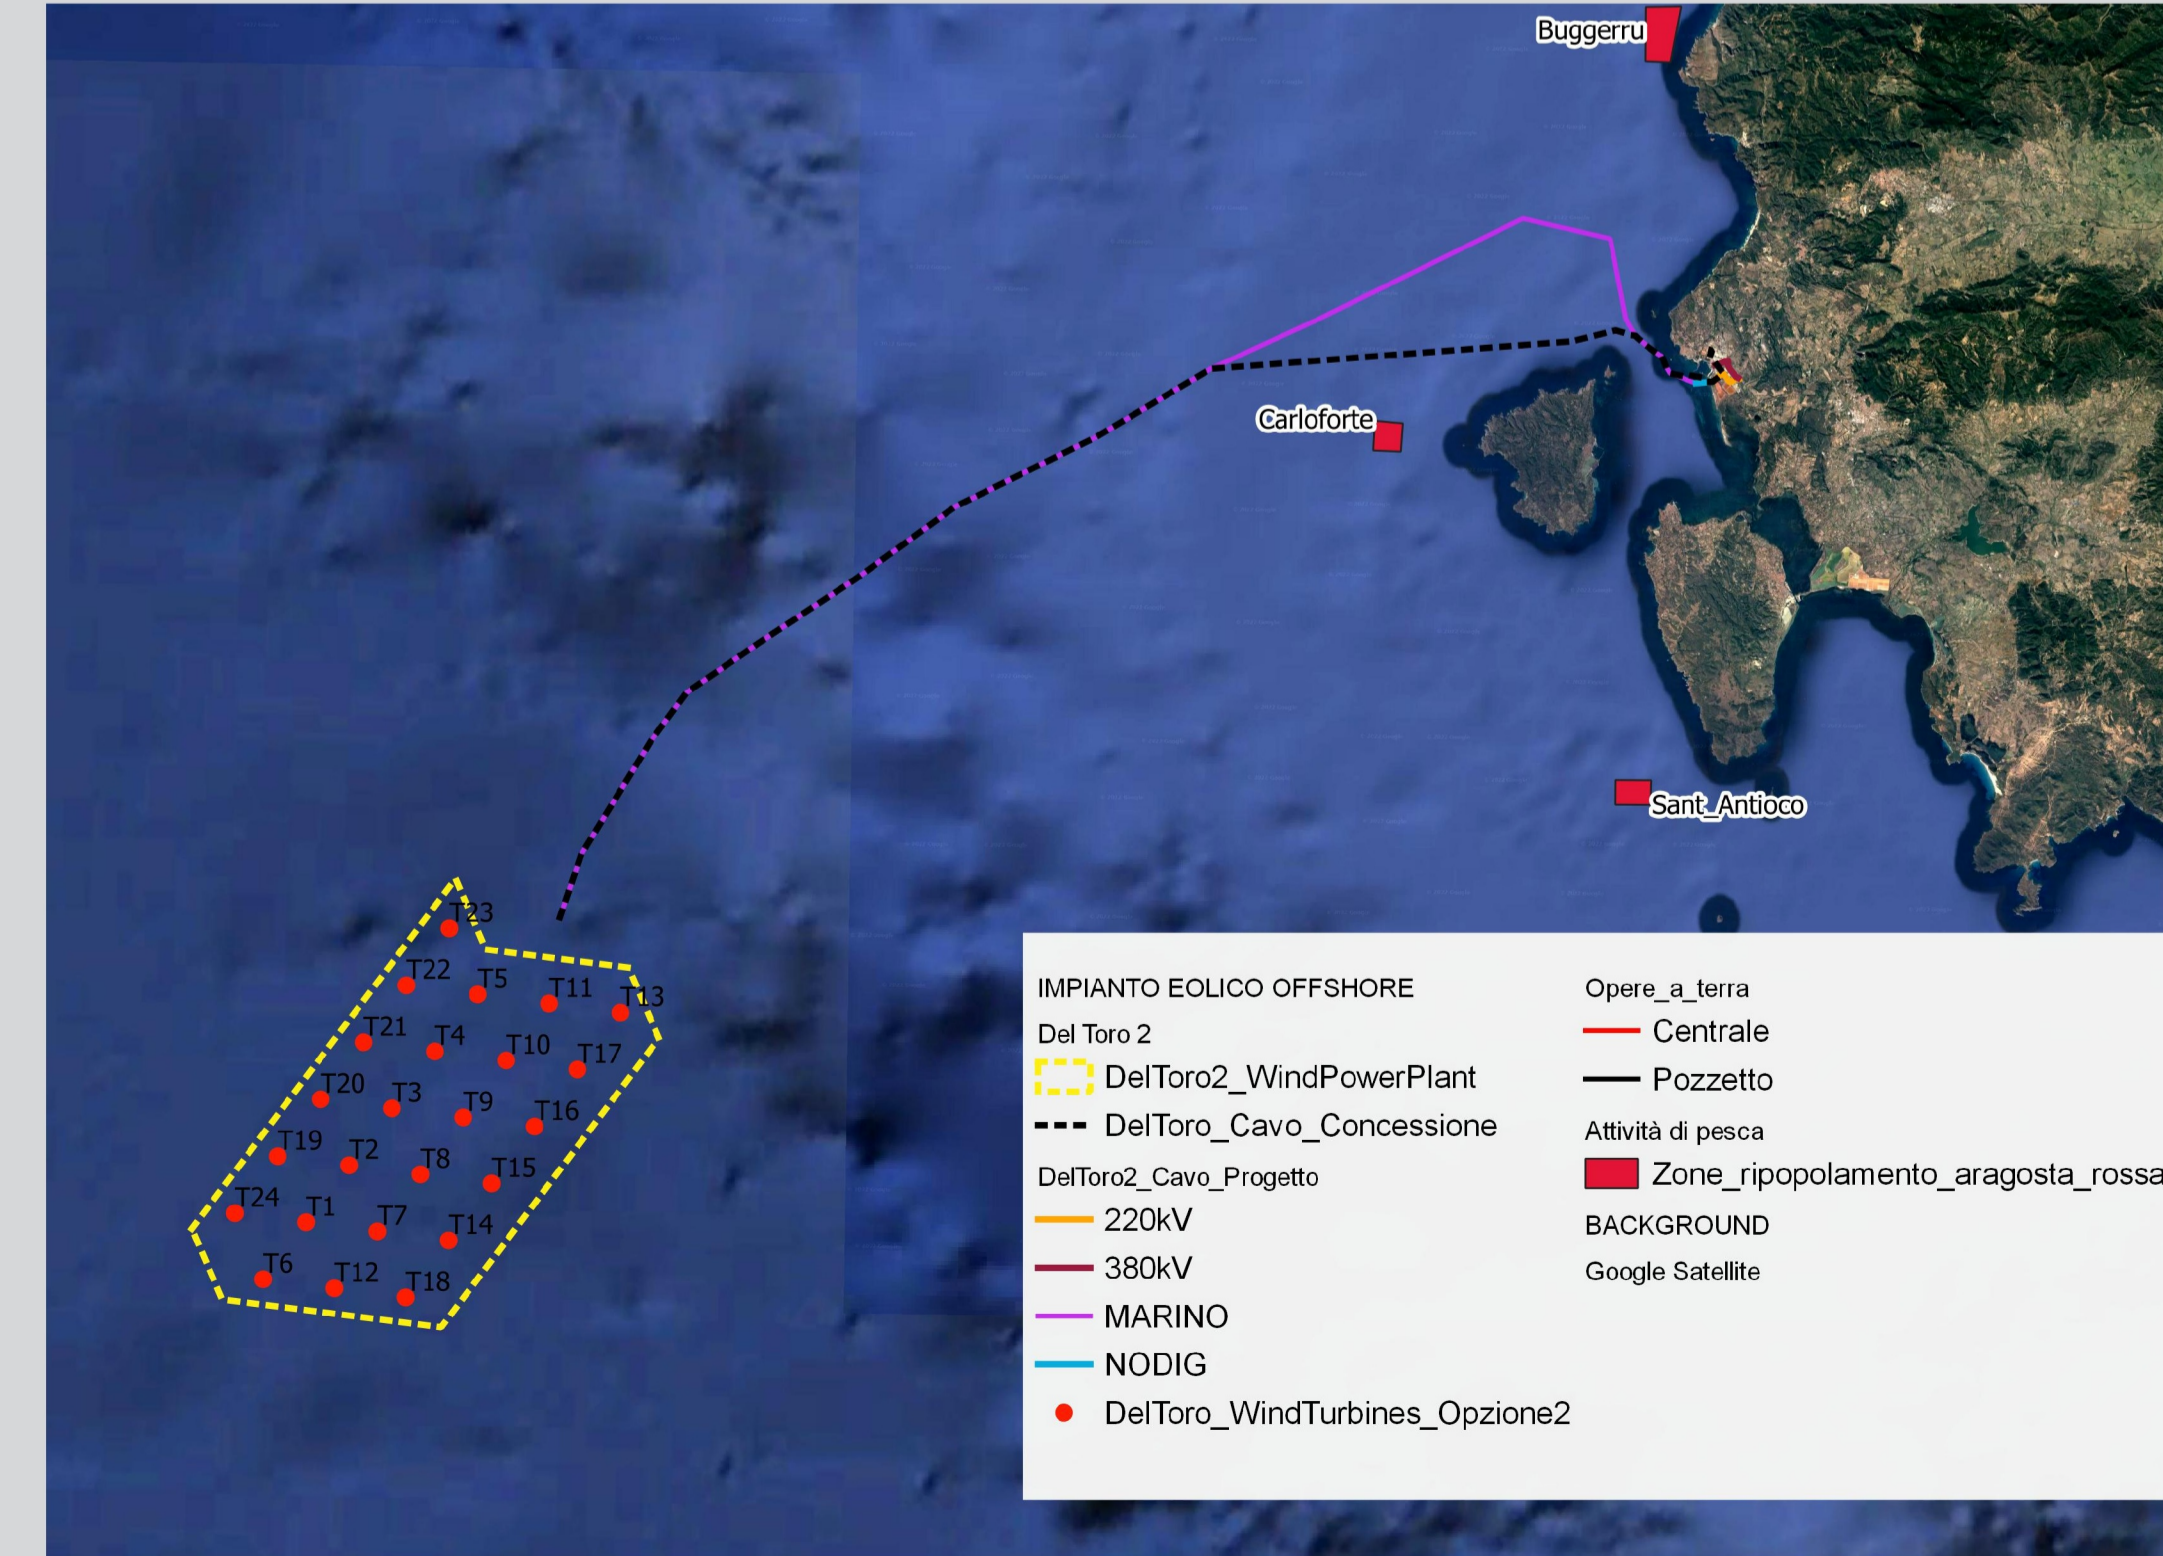 Buggerru
Carloforte
Sant_Antioco
T23
T22
T5
T11
T13
T21
T4
T10
T17
T20
T3
T9
T16
T19
T2
T8
T15
T24
T1
T7
T14
T6
T12
T18
IMPIANTO EOLICO OFFSHORE
Del Toro 2
DelToro2_WindPowerPlant
DelToro_Cavo_Concessione
DelToro2_Cavo_Progetto
220kV
380kV
MARINO
NODIG
DelToro_WindTurbines_Opzione2
Opere_a_terra
Centrale
Pozzetto
Attività di pesca
Zone_ripopolamento_aragosta_rossa
BACKGROUND
Google Satellite